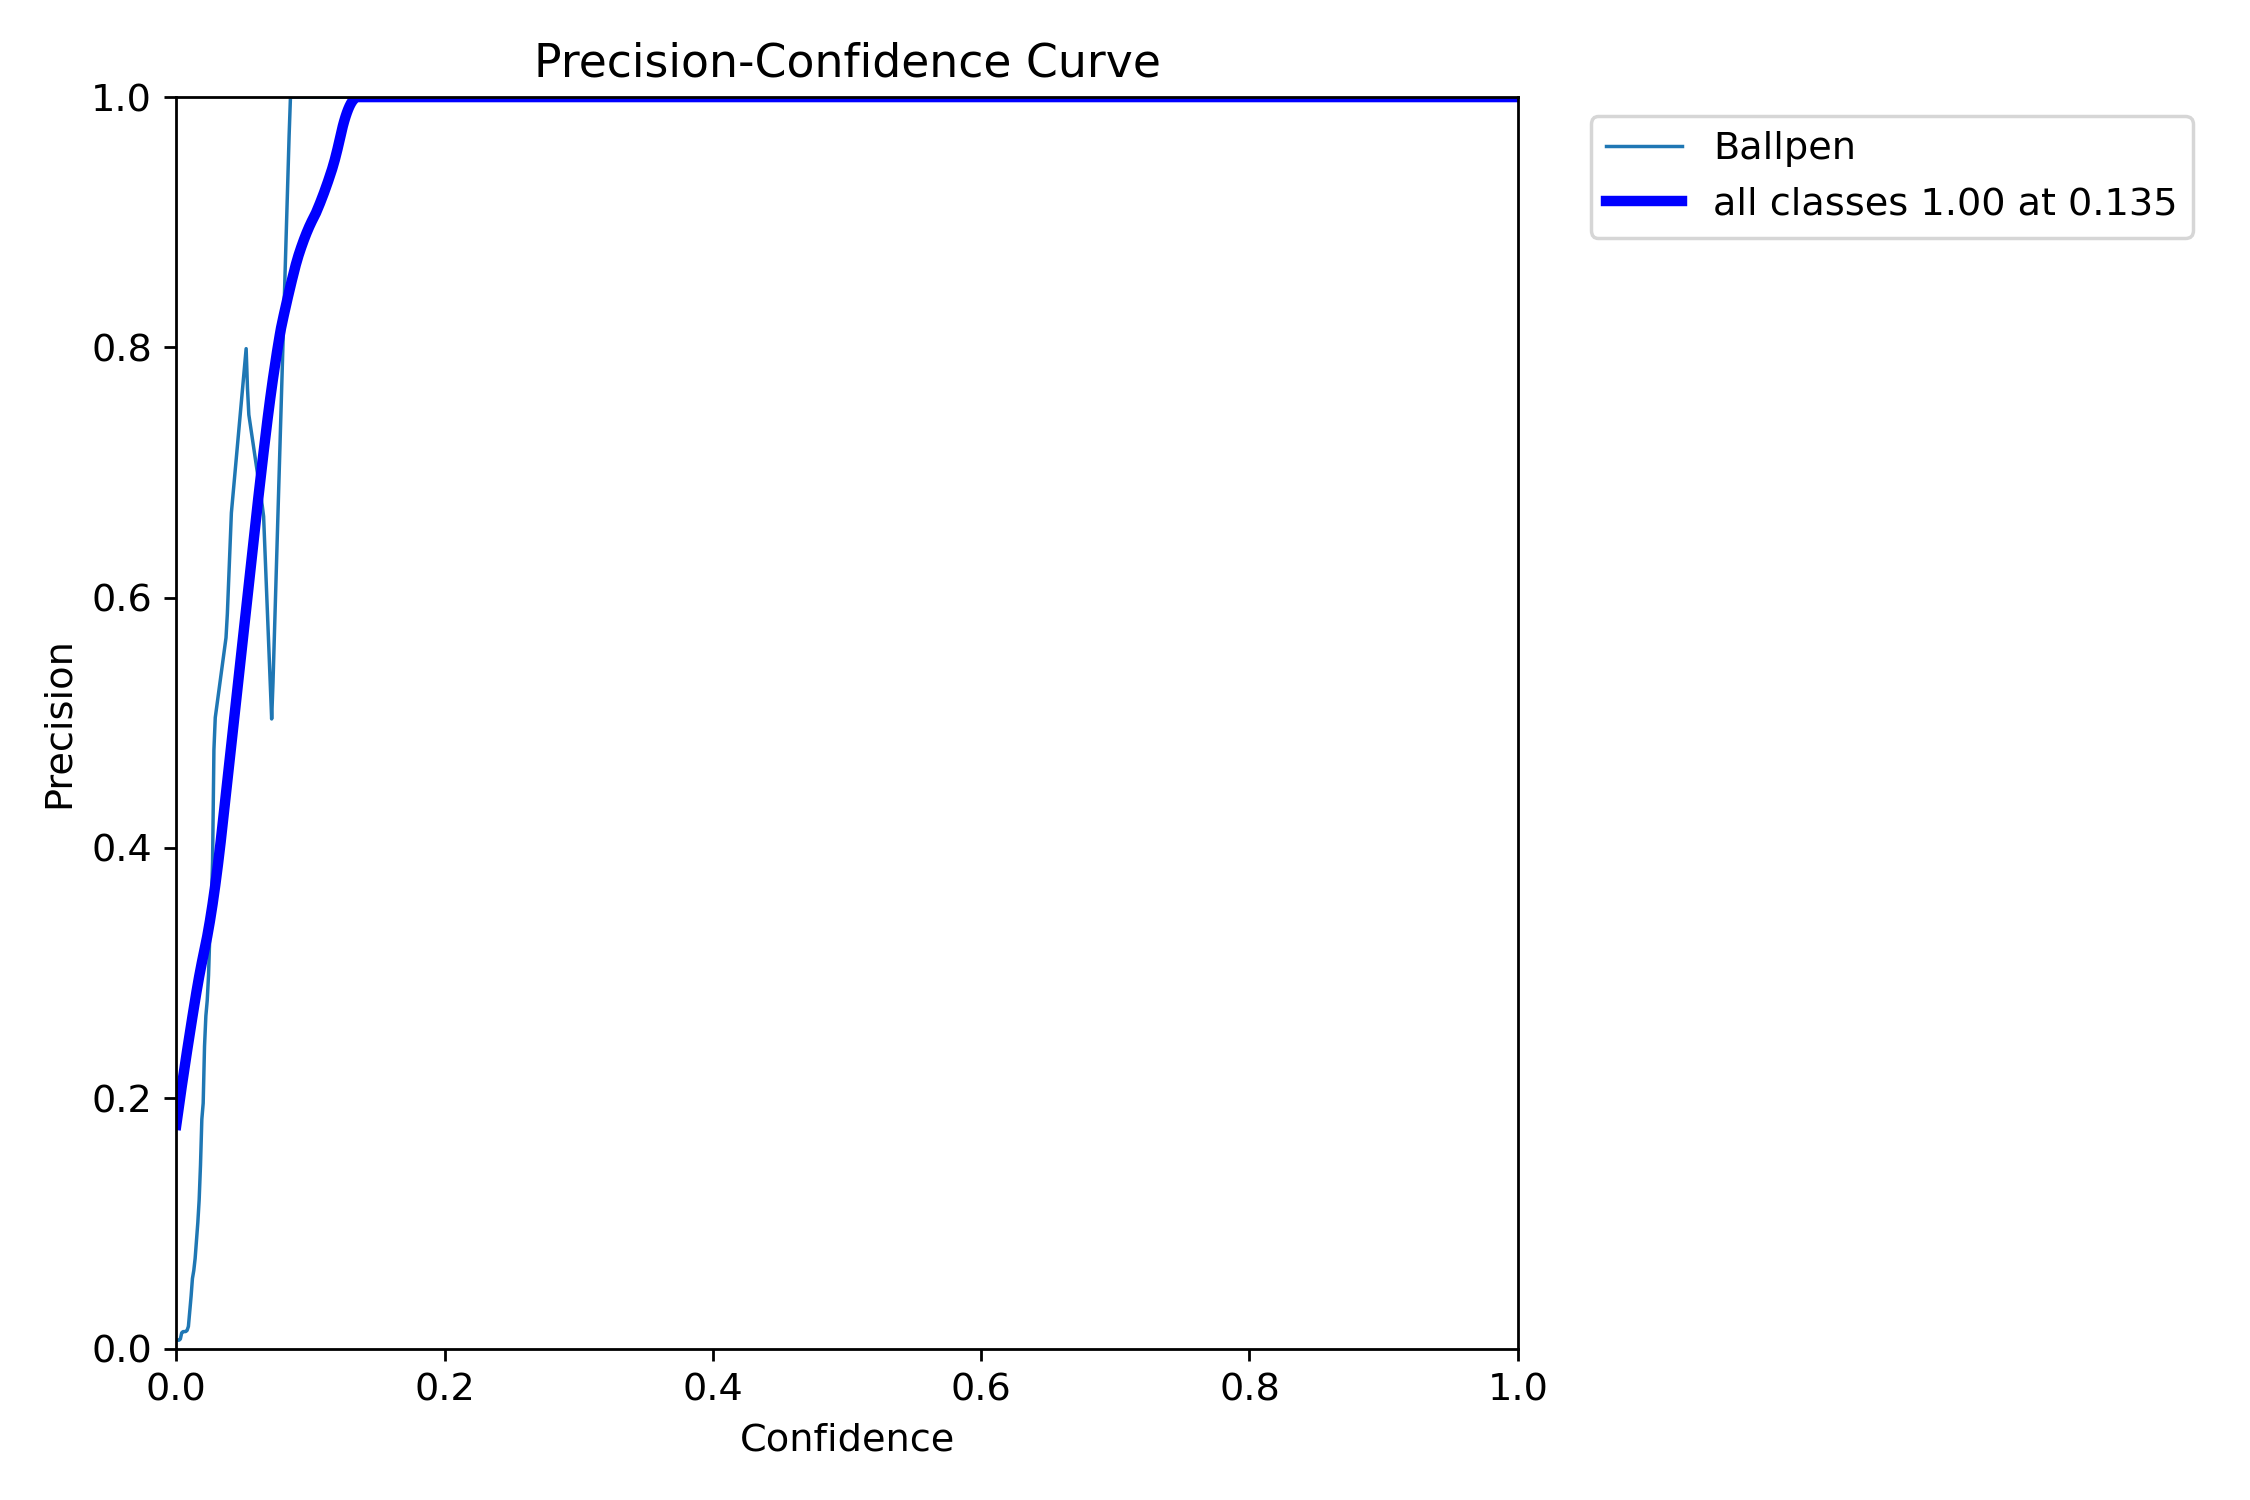 Precision-Confidence Curve
1.0
0.8
0.6
0.4
0.2
0.0
Precision
0.0 0.2 0.4 0.6 0.8 1.0
Confidence
Ballpen
all classes 1.00 at 0.135